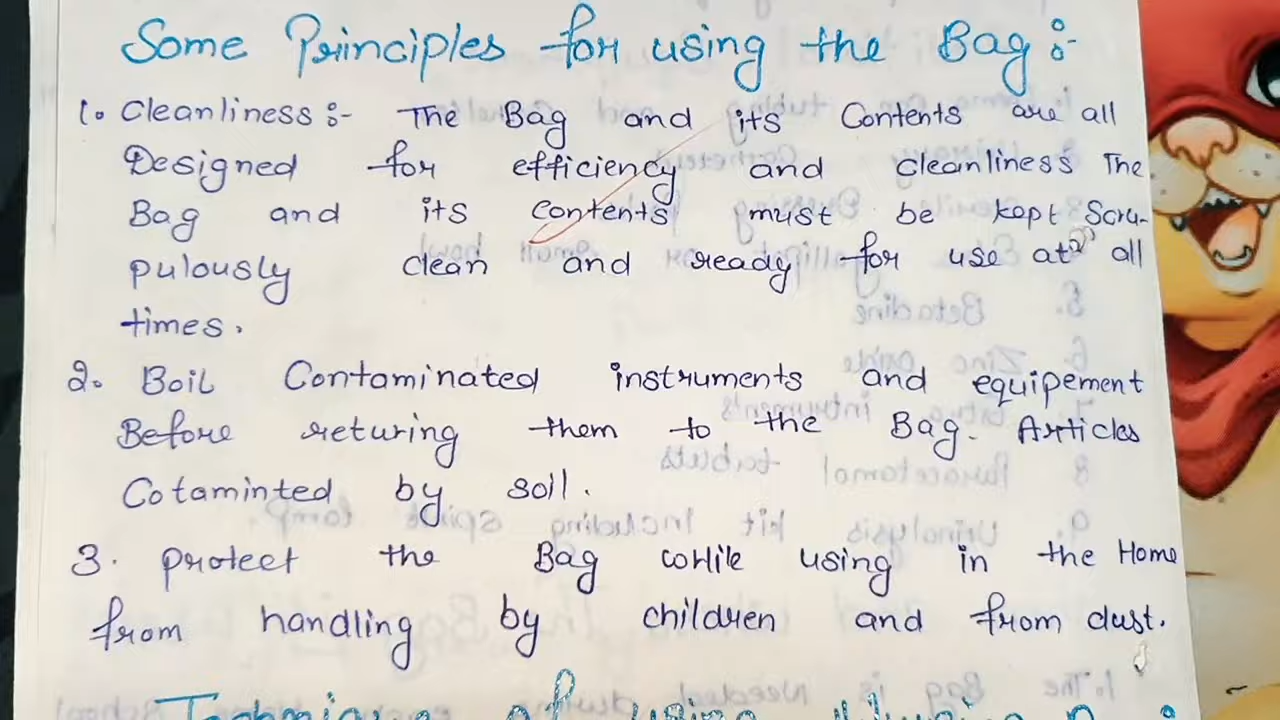 Some Principles for using the Bag :-
1. Cleanliness :- The Bag and its Contents are all
Designed for efficiency and cleanliness The
Bag and its contents must be kept Scru-
pulously clean and ready for use at all
times.
2. Boil Contaminated instruments and equipement
Before returing them to the Bag. Articles
Cotaminted by soil.
3. protect the Bag while using in the Home
from handling by children and from dust.
Technique of using